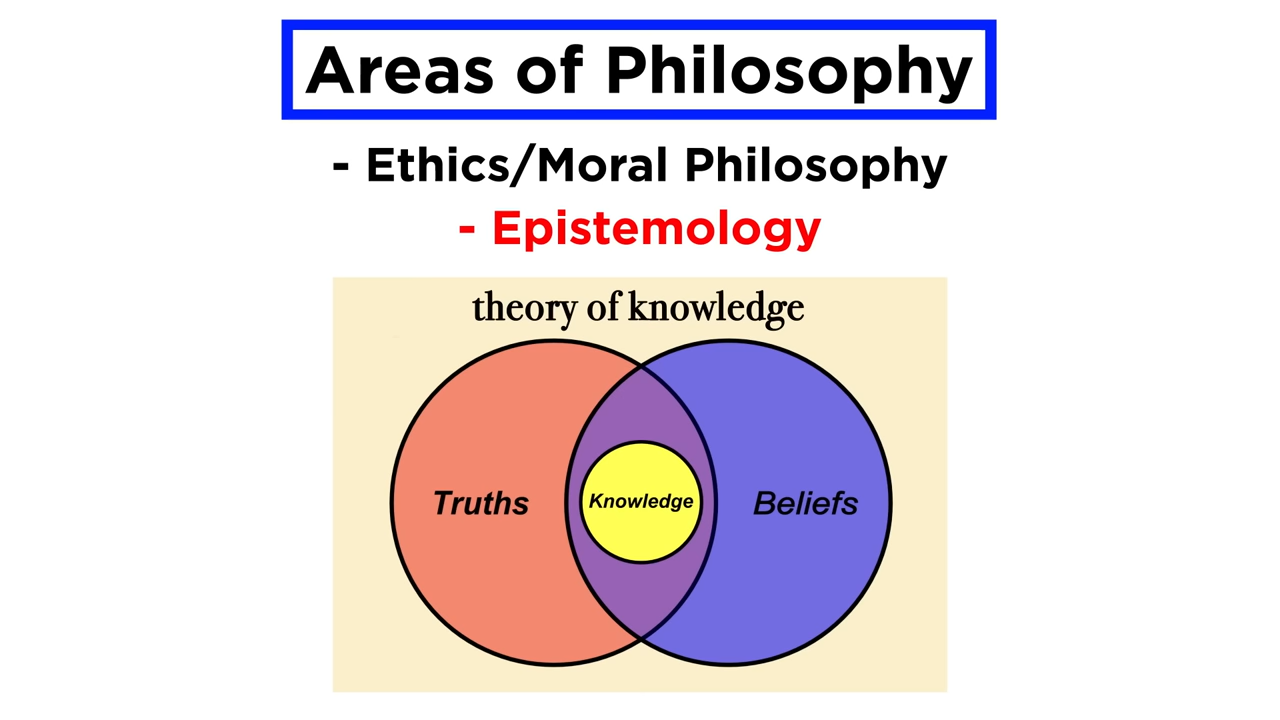 Areas of Philosophy
- Ethics/Moral Philosophy
- Epistemology
theory of knowledge
Truths
Knowledge
Beliefs